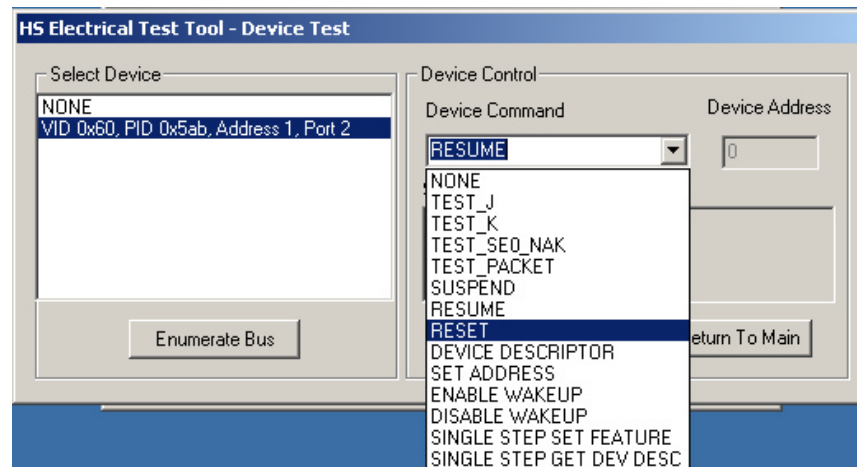 HS Electrical Test Tool - Device Test
Select Device
NONE
VID 0x60, PID 0x5ab, Address 1, Port 2
Enumerate Bus
Device Control
Device Command
Device Address
RESUME
0
NONE
TEST_J
TEST_K
TEST_SE0_NAK
TEST_PACKET
SUSPEND
RESUME
RESET
DEVICE DESCRIPTOR
SET ADDRESS
ENABLE WAKEUP
DISABLE WAKEUP
SINGLE STEP SET FEATURE
SINGLE STEP GET DEV DESC
eturn To Main